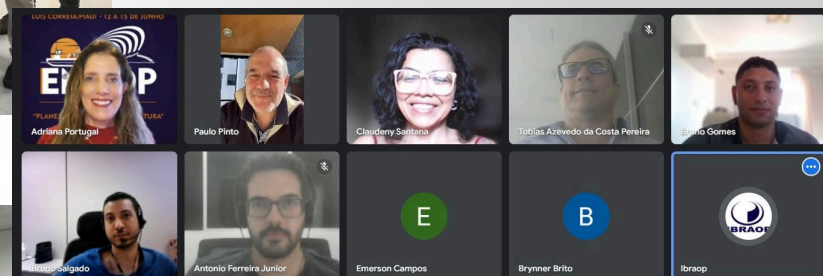 LUIS CORREIA/PIAUÍ - 12 A 15 DE JUNHO
"PLANE
TURA"
Adriana Portugal
Paulo Pinto
Claudeny Santana
Tobias Azevedo da Costa Pereira
Bruno Gomes
Bruno Salgado
Antonio Ferreira Junior
E
Emerson Campos
B
Brynner Brito
IBRAOP
Ibraop